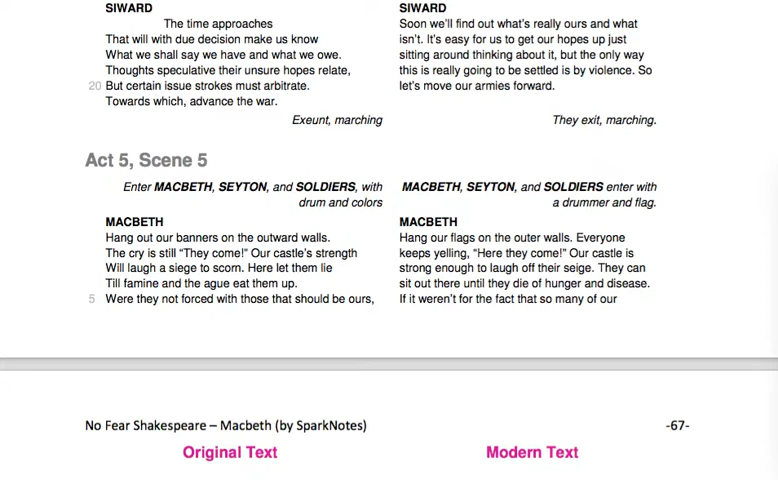 SIWARD
The time approaches
That will with due decision make us know
What we shall say we have and what we owe.
Thoughts speculative their unsure hopes relate,
20 But certain issue strokes must arbitrate.
Towards which, advance the war.
Exeunt, marching
SIWARD
Soon we’ll find out what’s really ours and what
isn’t. It’s easy for us to get our hopes up just
sitting around thinking about it, but the only way
this is really going to be settled is by violence. So
let’s move our armies forward.
They exit, marching.
Act 5, Scene 5
Enter MACBETH, SEYTON, and SOLDIERS, with
drum and colors
MACBETH
Hang out our banners on the outward walls.
The cry is still “They come!” Our castle’s strength
Will laugh a siege to scorn. Here let them lie
Till famine and the ague eat them up.
5 Were they not forced with those that should be ours,
MACBETH, SEYTON, and SOLDIERS enter with
a drummer and flag.
MACBETH
Hang our flags on the outer walls. Everyone
keeps yelling, “Here they come!” Our castle is
strong enough to laugh off their seige. They can
sit out there until they die of hunger and disease.
If it weren’t for the fact that so many of our
No Fear Shakespeare – Macbeth (by SparkNotes)
-67-
Original Text
Modern Text